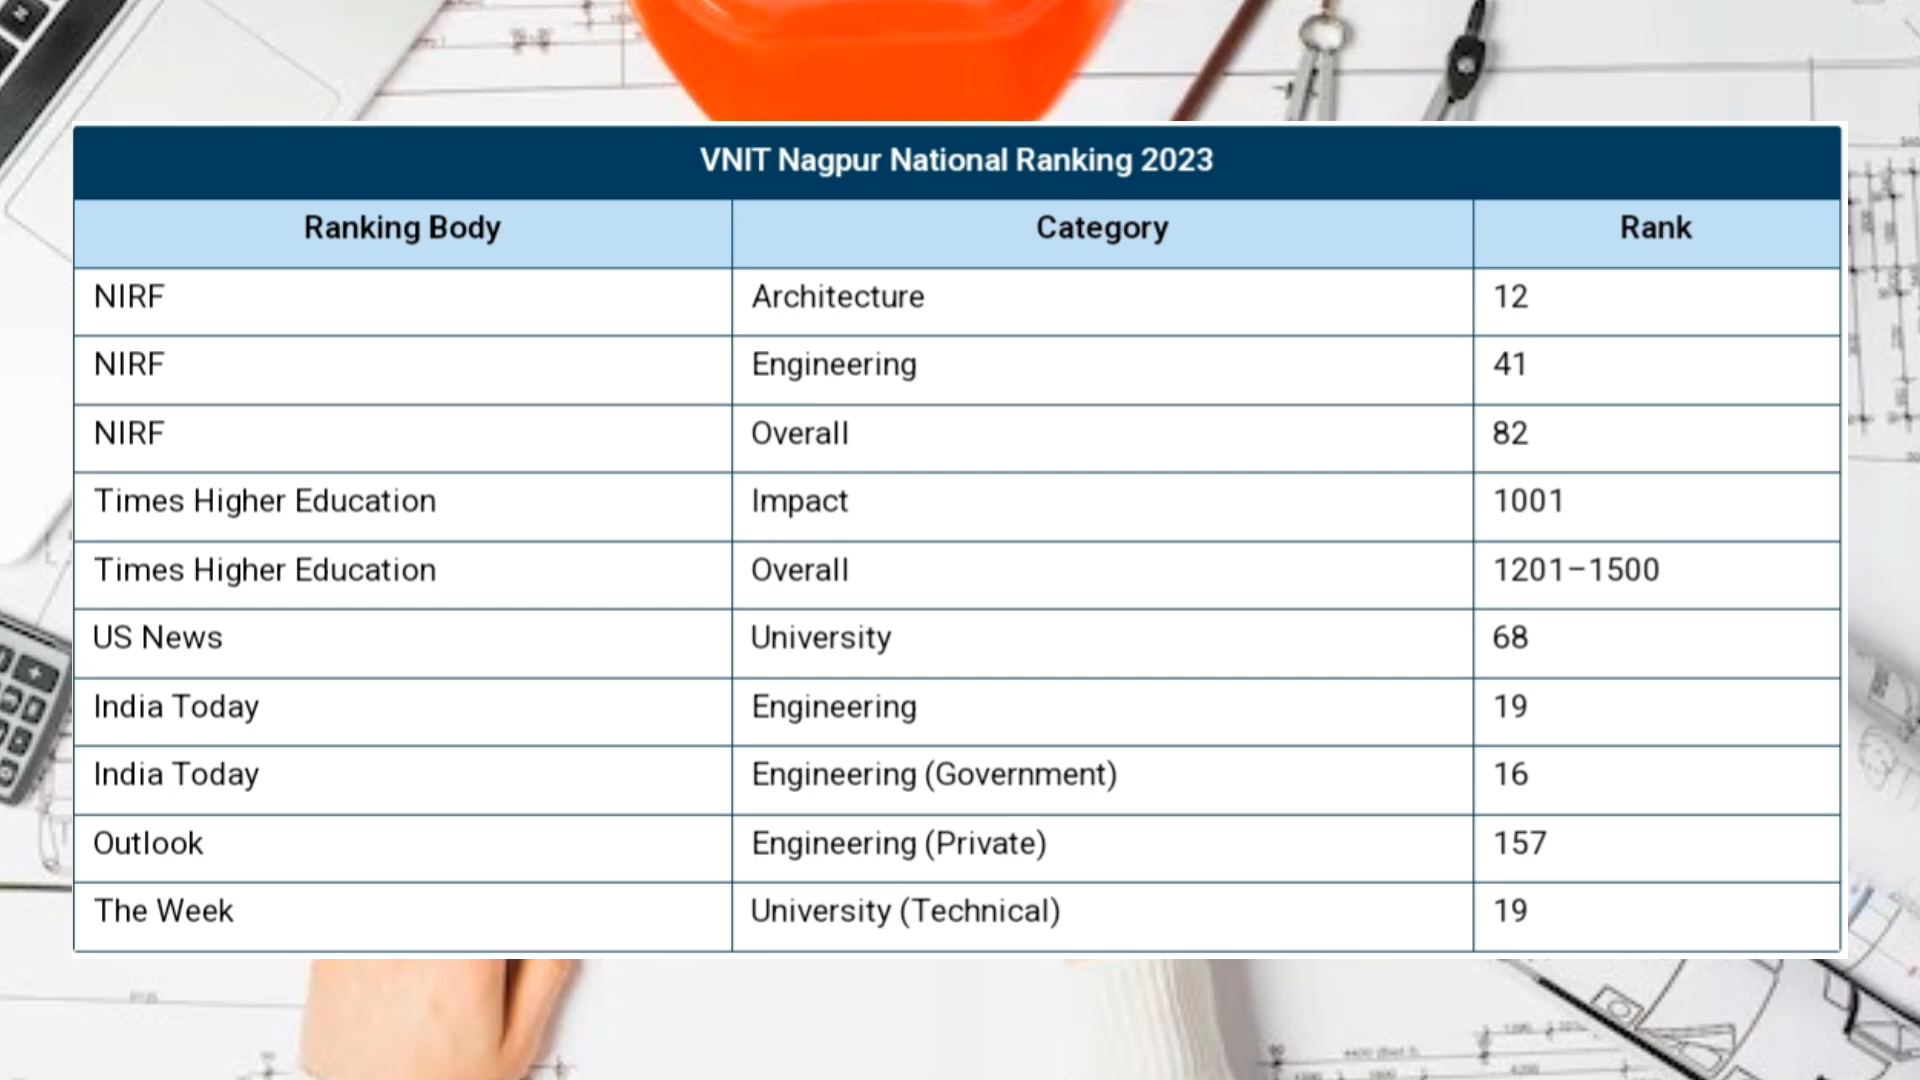 VNIT Nagpur National Ranking 2023
Ranking Body Category Rank
NIRF Architecture 12
NIRF Engineering 41
NIRF Overall 82
Times Higher Education Impact 1001
Times Higher Education Overall 1201–1500
US News University 68
India Today Engineering 19
India Today Engineering (Government) 16
Outlook Engineering (Private) 157
The Week University (Technical) 19